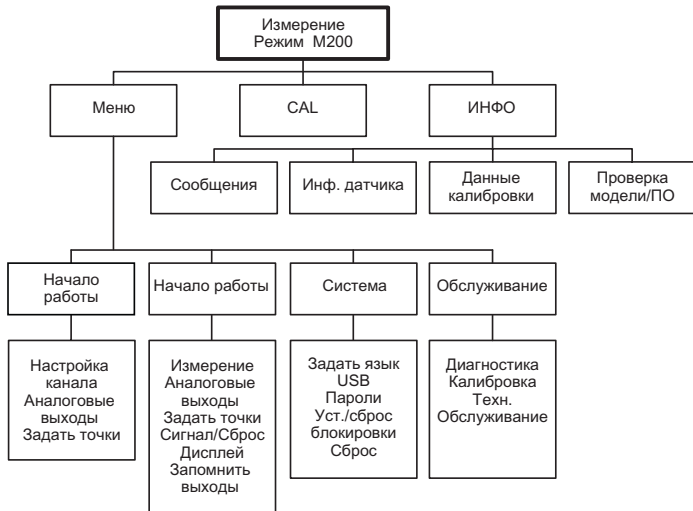 Измерение
Режим М200
Меню
CAL
ИНФО
Сообщения
Инф. датчика
Данные
калибровки
Проверка
модели/ПО
Начало
работы
Начало работы
Система
Обслуживание
Настройка
канала
Аналоговые
выходы
Задать точки
Измерение
Аналоговые
выходы
Задать точки
Сигнал/Сброс
Дисплей
Запомнить
выходы
Задать язык
USB
Пароли
Уст./сброс
блокировки
Сброс
Диагностика
Калибровка
Техн.
Обслуживание